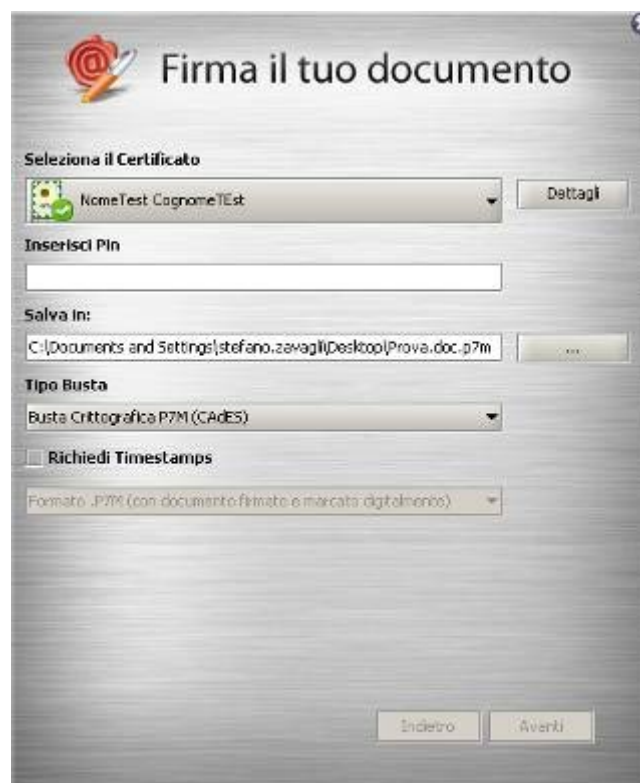 Firma il tuo documento
Seleziona il Certificato
NomeTest CognomeTEst
Dettagli
Inserisci Pin
Salva in:
C:\Documents and Settings\stefano.zavagli\Desktop\Prova.doc.p7m
...
Tipo Busta
Busta Crittografica P7M (CAdES)
Richiedi Timestamps
Formato .P7M (con documento firmato e marcato digitalmente)
Indietro
Avanti